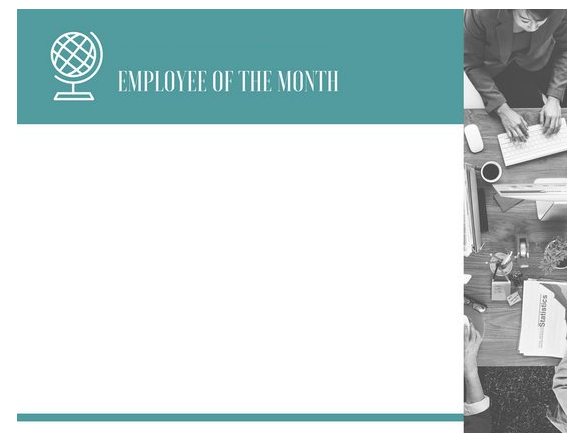 EMPLOYEE OF THE MONTH
Statistics